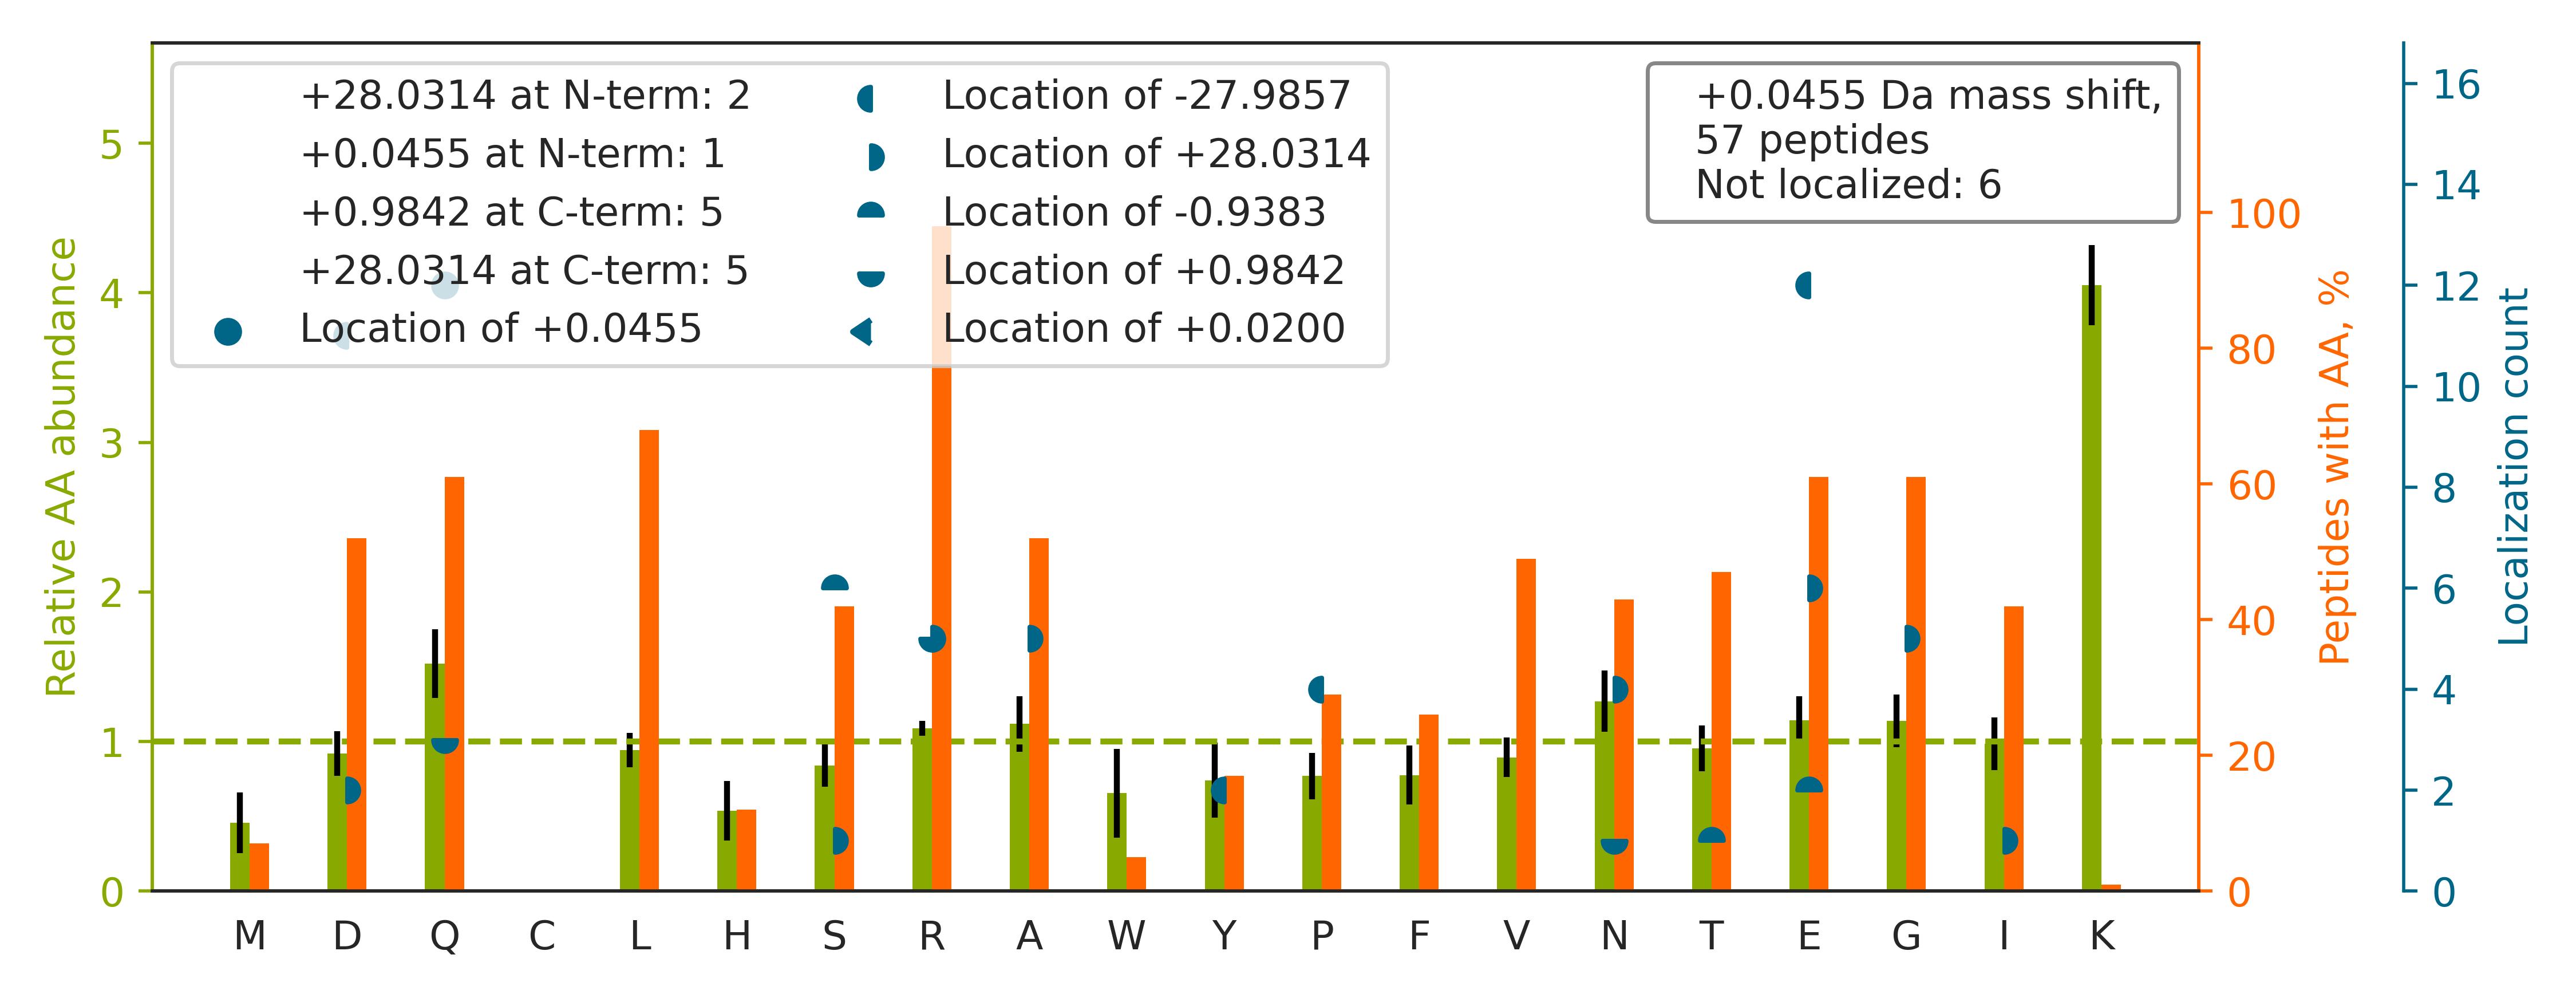 +28.0314 at N-term: 2
+0.0455 at N-term: 1
+0.9842 at C-term: 5
+28.0314 at C-term: 5
Location of +0.0455
Location of -27.9857
Location of +28.0314
Location of -0.9383
Location of +0.9842
Location of +0.0200
+0.0455 Da mass shift,
57 peptides
Not localized: 6
Relative AA abundance
5
4
3
2
1
0
Peptides with AA, %
100
80
60
40
20
0
Localization count
16
14
12
10
8
6
4
2
0
M D Q C L H S R A W Y P F V N T E G I K